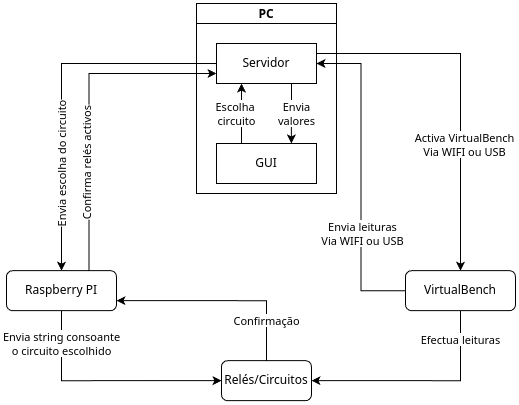 PC
Servidor
Escolha
circuito
Envia
valores
GUI
Envia escolha do circuito
Confirma relés activos
Activa VirtualBench
Via WIFI ou USB
Envia leituras
Via WIFI ou USB
Raspberry PI
VirtualBench
Envia string consoante
o circuito escolhido
Confirmação
Efectua leituras
Relés/Circuitos